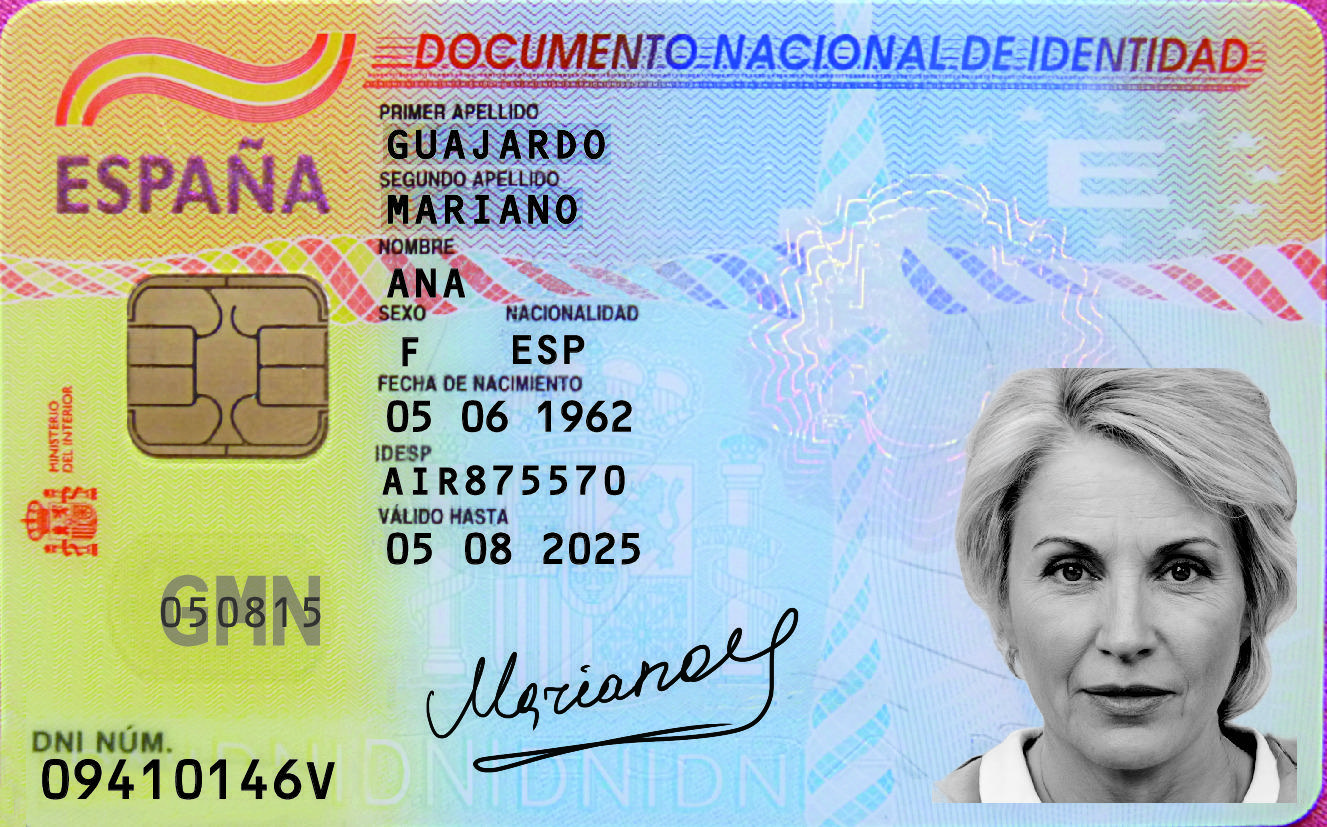 DOCUMENTO NACIONAL DE IDENTIDAD
ESPAÑA
PRIMER APELLIDO
GUAJARDO
SEGUNDO APELLIDO
MARIANO
NOMBRE
ANA
SEXO NACIONALIDAD
F ESP
FECHA DE NACIMIENTO
05 06 1962
IDESP
AIR875570
VÁLIDO HASTA
05 08 2025
MINISTERIO
DEL INTERIOR
E
GMN
050815
Mariano
DNI NÚM.
09410146V
DNIDNIDNIDN